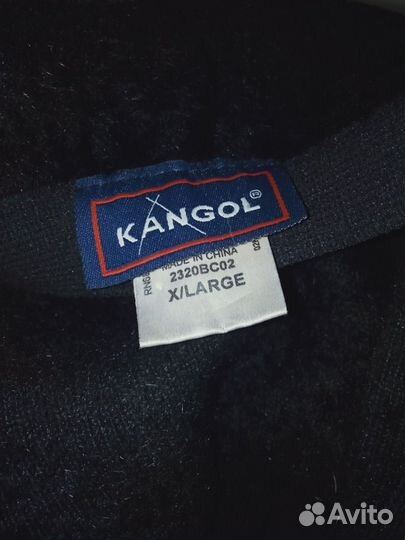 KANGOL®
MADE IN CHINA
2320BC02
X/LARGE
Avito